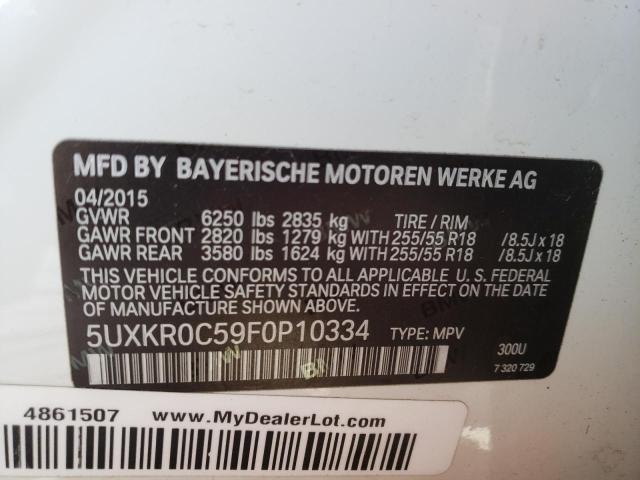 MFD BY BAYERISCHE MOTOREN WERKE AG
04/2015
GVWR 6250 lbs 2835 kg TIRE / RIM
GAWR FRONT 2820 lbs 1279 kg WITH 255/55 R18 /8.5J x 18
GAWR REAR 3580 lbs 1624 kg WITH 255/55 R18 /8.5J x 18
THIS VEHICLE CONFORMS TO ALL APPLICABLE U. S. FEDERAL
MOTOR VEHICLE SAFETY STANDARDS IN EFFECT ON THE DATE
OF MANUFACTURE SHOWN ABOVE.
5UXKR0C59F0P10334 TYPE: MPV
300U
7 320 729
4861507 www.MyDealerLot.com